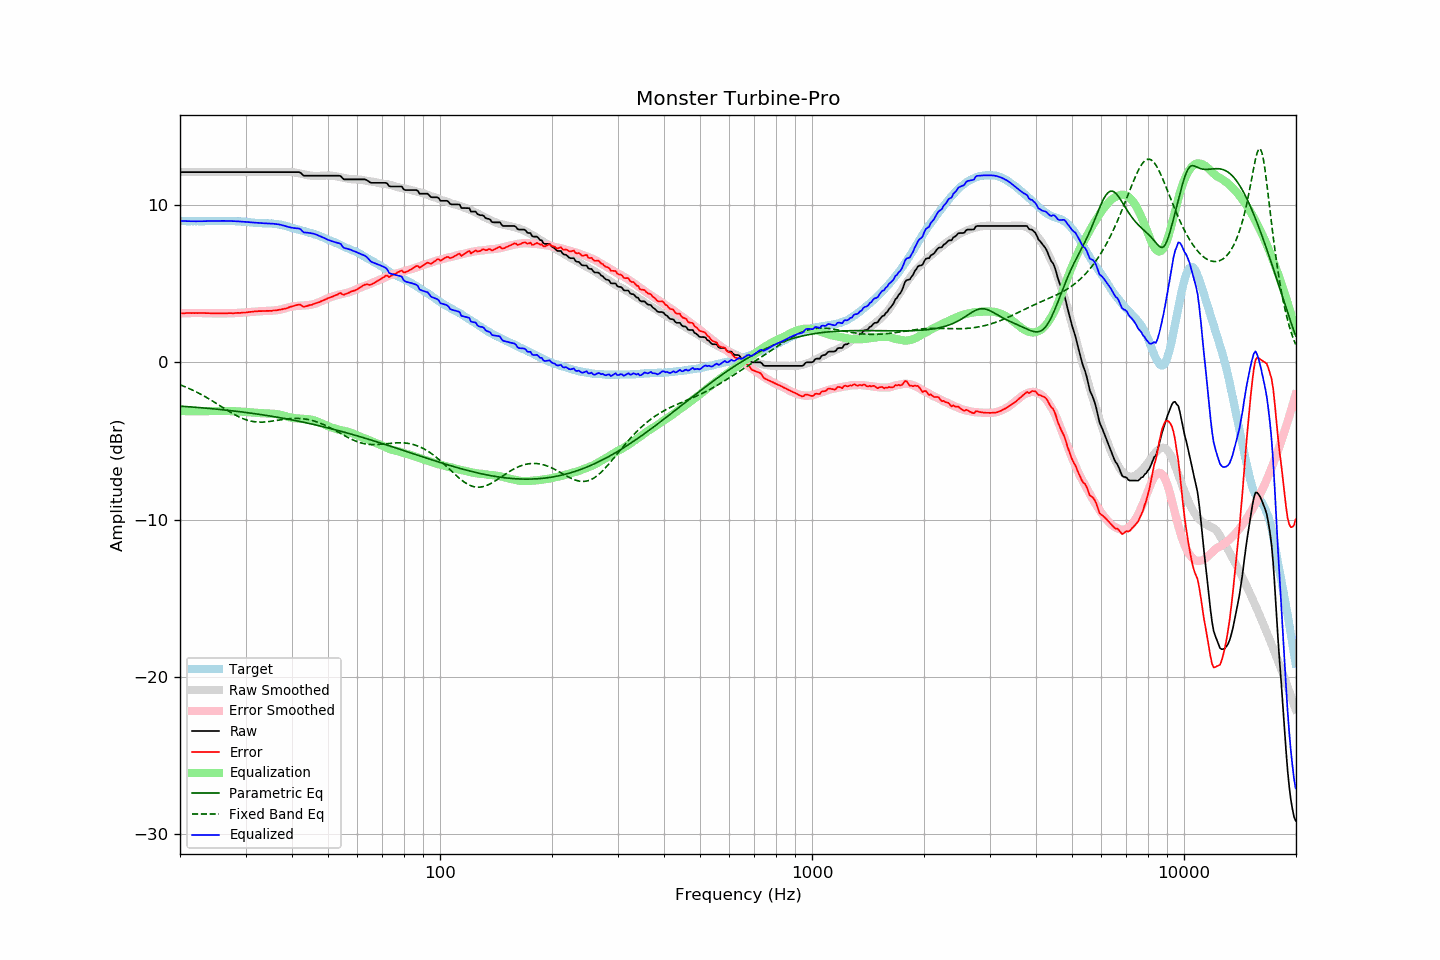 Monster Turbine-Pro
Amplitude (dBr)
10
0
−10
−20
−30
Target
Raw Smoothed
Error Smoothed
Raw
Error
Equalization
Parametric Eq
Fixed Band Eq
Equalized
100
1000
10000
Frequency (Hz)